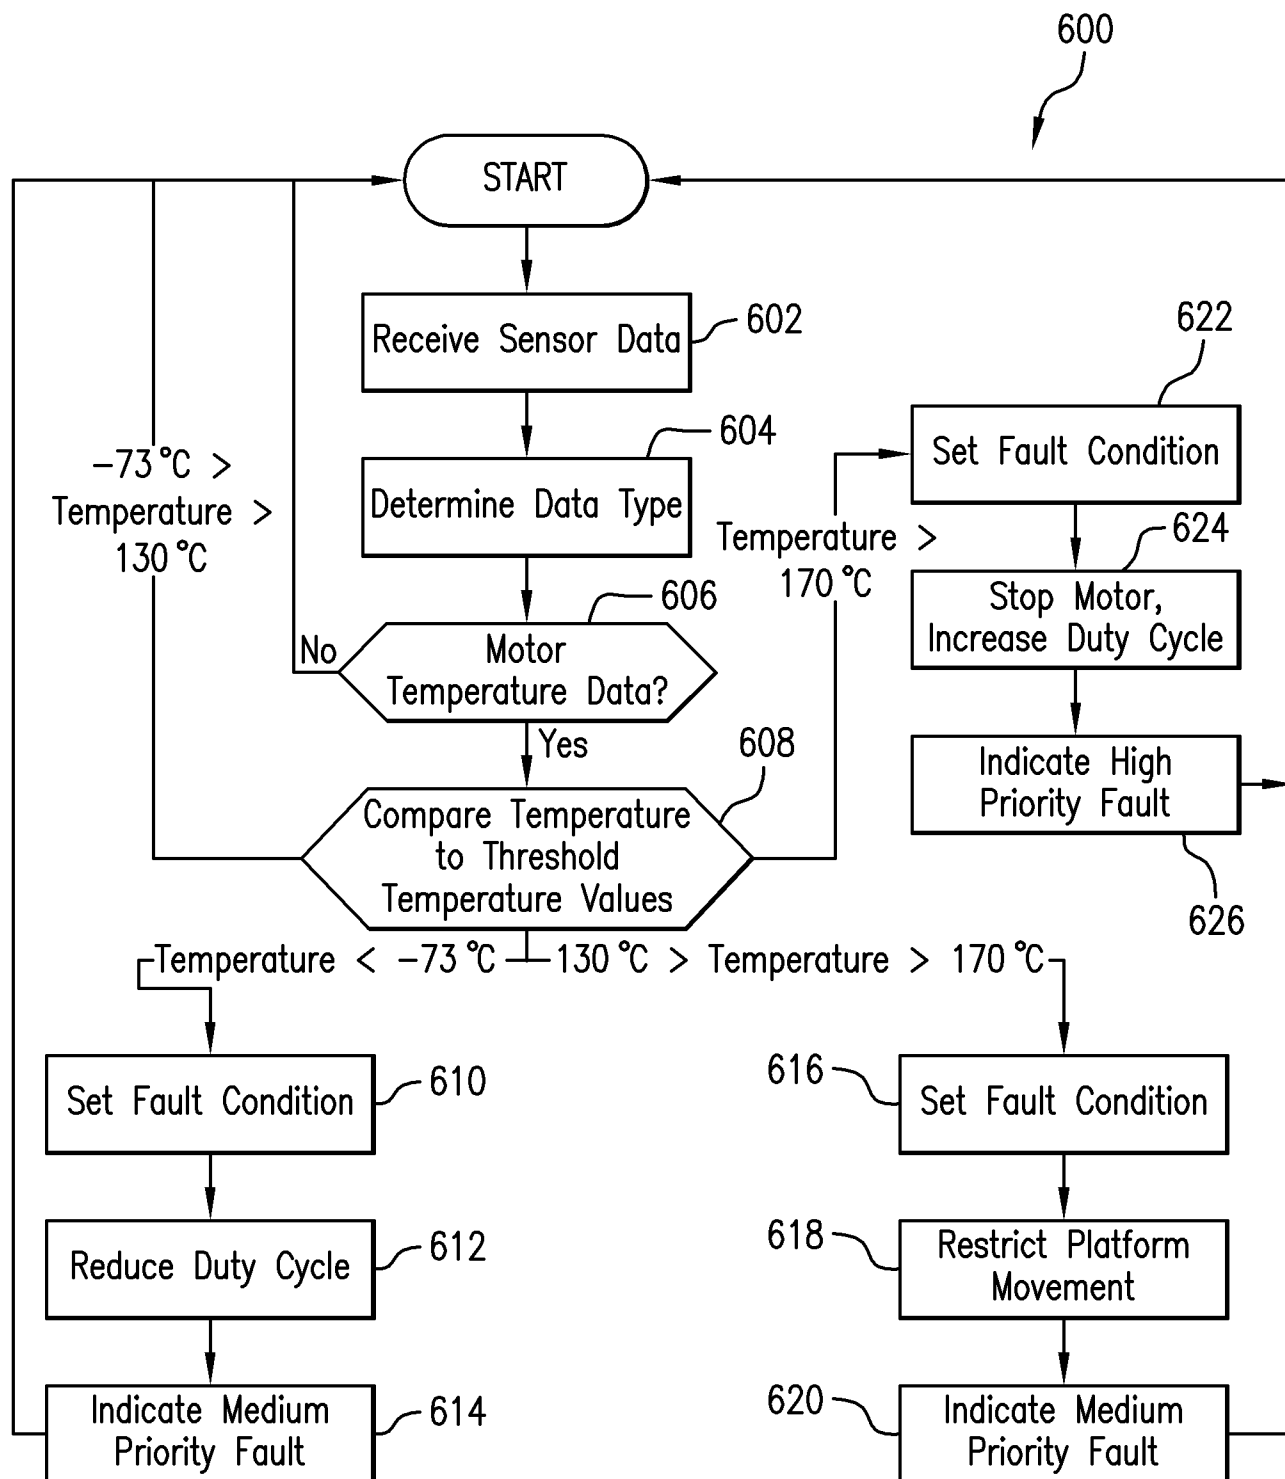 600
START
Receive Sensor Data
602
Determine Data Type
604
Motor
Temperature Data?
606
No
Yes
-73 °C >
Temperature >
130 °C
Compare Temperature
to Threshold
Temperature Values
608
Temperature >
170 °C
Set Fault Condition
622
Stop Motor,
Increase Duty Cycle
624
Indicate High
Priority Fault
626
Temperature < -73 °C
130 °C > Temperature > 170 °C
Set Fault Condition
610
Reduce Duty Cycle
612
Indicate Medium
Priority Fault
614
616
Set Fault Condition
618
Restrict Platform
Movement
620
Indicate Medium
Priority Fault